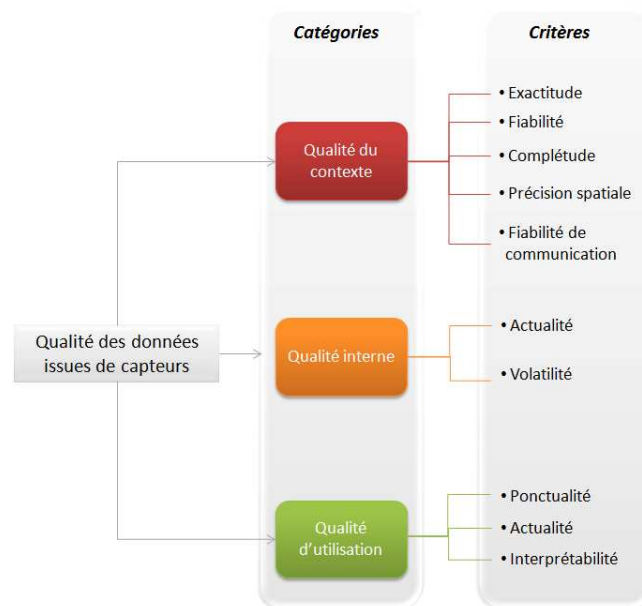 Catégories
Critères
Qualité des données
issues de capteurs
Qualité du
contexte
• Exactitude
• Fiabilité
• Complétude
• Précision spatiale
• Fiabilité de
communication
Qualité interne
• Actualité
• Volatilité
Qualité
d'utilisation
• Ponctualité
• Actualité
• Interprétabilité